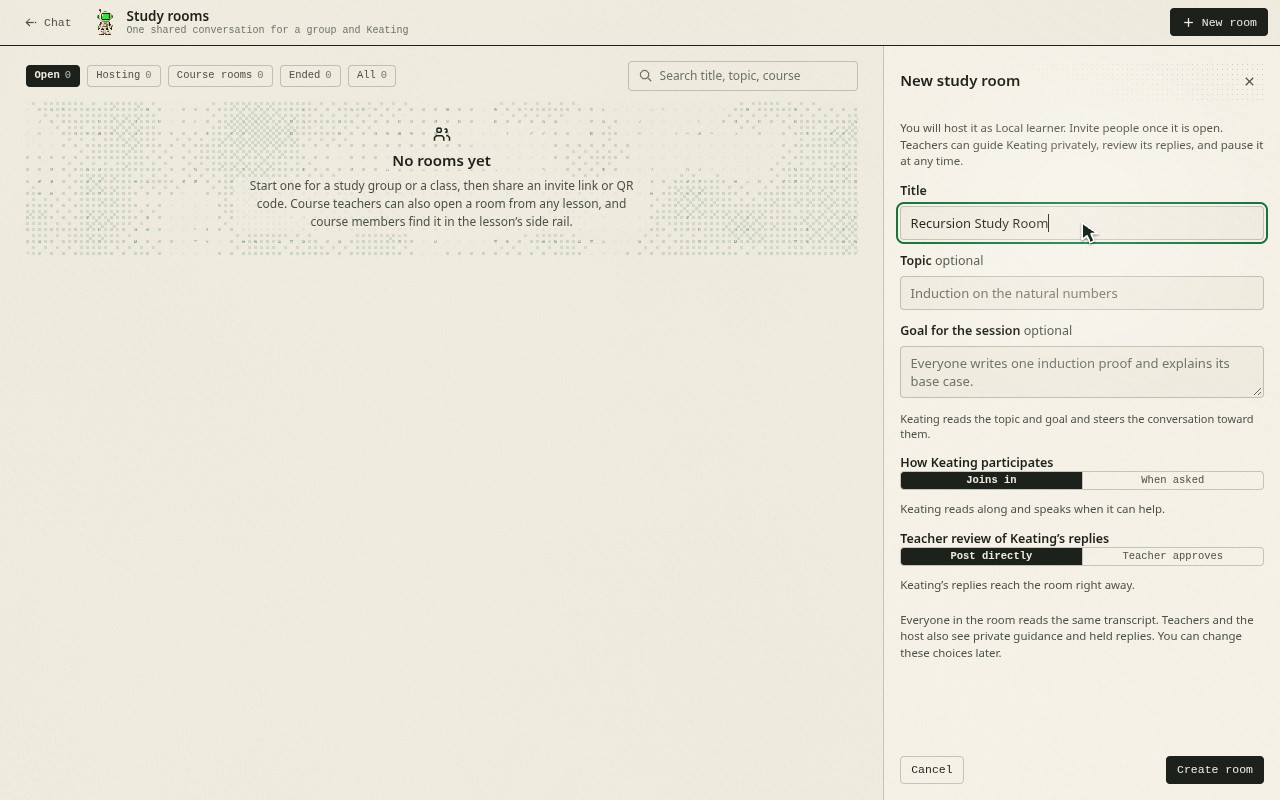 Chat
Study rooms
One shared conversation for a group and Keating
New room
Open 0
Hosting 0
Course rooms 0
Ended 0
All 0
Search title, topic, course
No rooms yet
Start one for a study group or a class, then share an invite link or QR
code. Course teachers can also open a room from any lesson, and
course members find it in the lesson’s side rail.
New study room
You will host it as Local learner. Invite people once it is open.
Teachers can guide Keating privately, review its replies, and pause it
at any time.
Title
Recursion Study Room
Topic optional
Induction on the natural numbers
Goal for the session optional
Everyone writes one induction proof and explains its
base case.
Keating reads the topic and goal and steers the conversation toward
them.
How Keating participates
Joins in
When asked
Keating reads along and speaks when it can help.
Teacher review of Keating’s replies
Post directly
Teacher approves
Keating’s replies reach the room right away.
Everyone in the room reads the same transcript. Teachers and the
host also see private guidance and held replies. You can change
these choices later.
Cancel
Create room